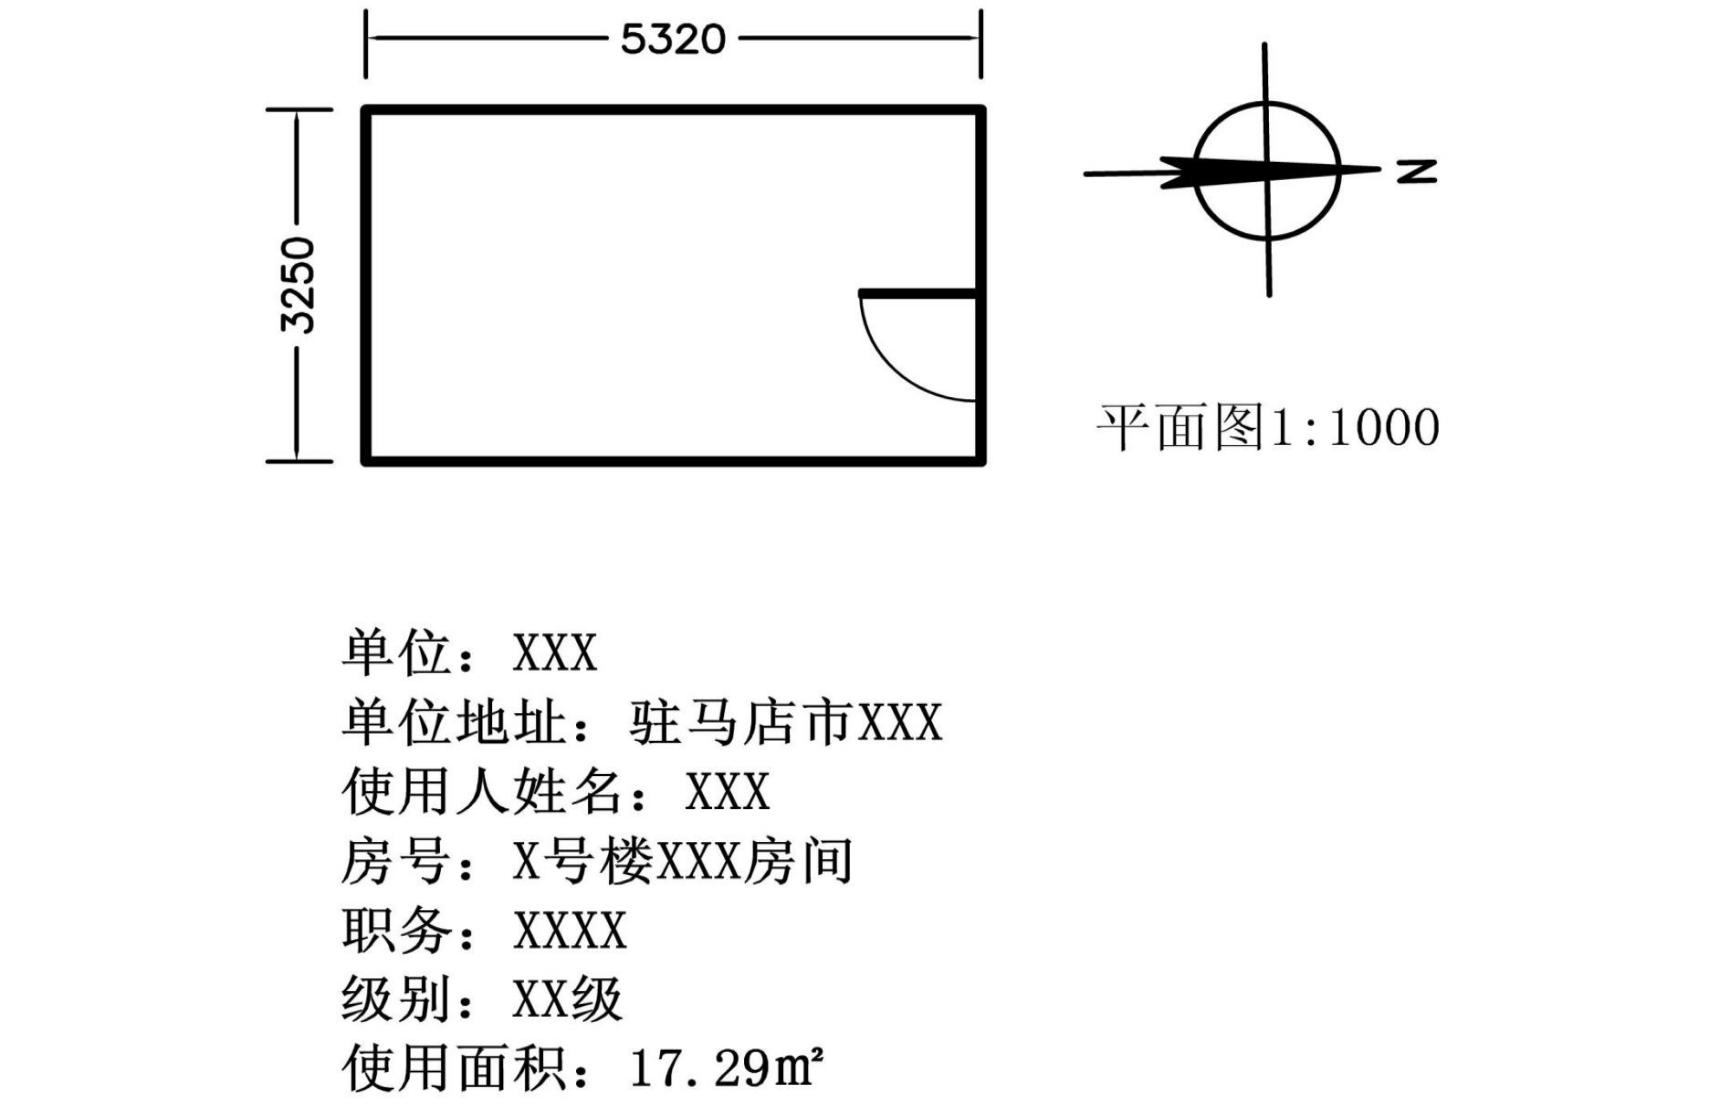 5320
3250
N
平面图1:1000
单位：XXX
单位地址：驻马店市XXX
使用人姓名：XXX
房号：X号楼XXX房间
职务：XXXX
级别：XX级
使用面积：17.29㎡